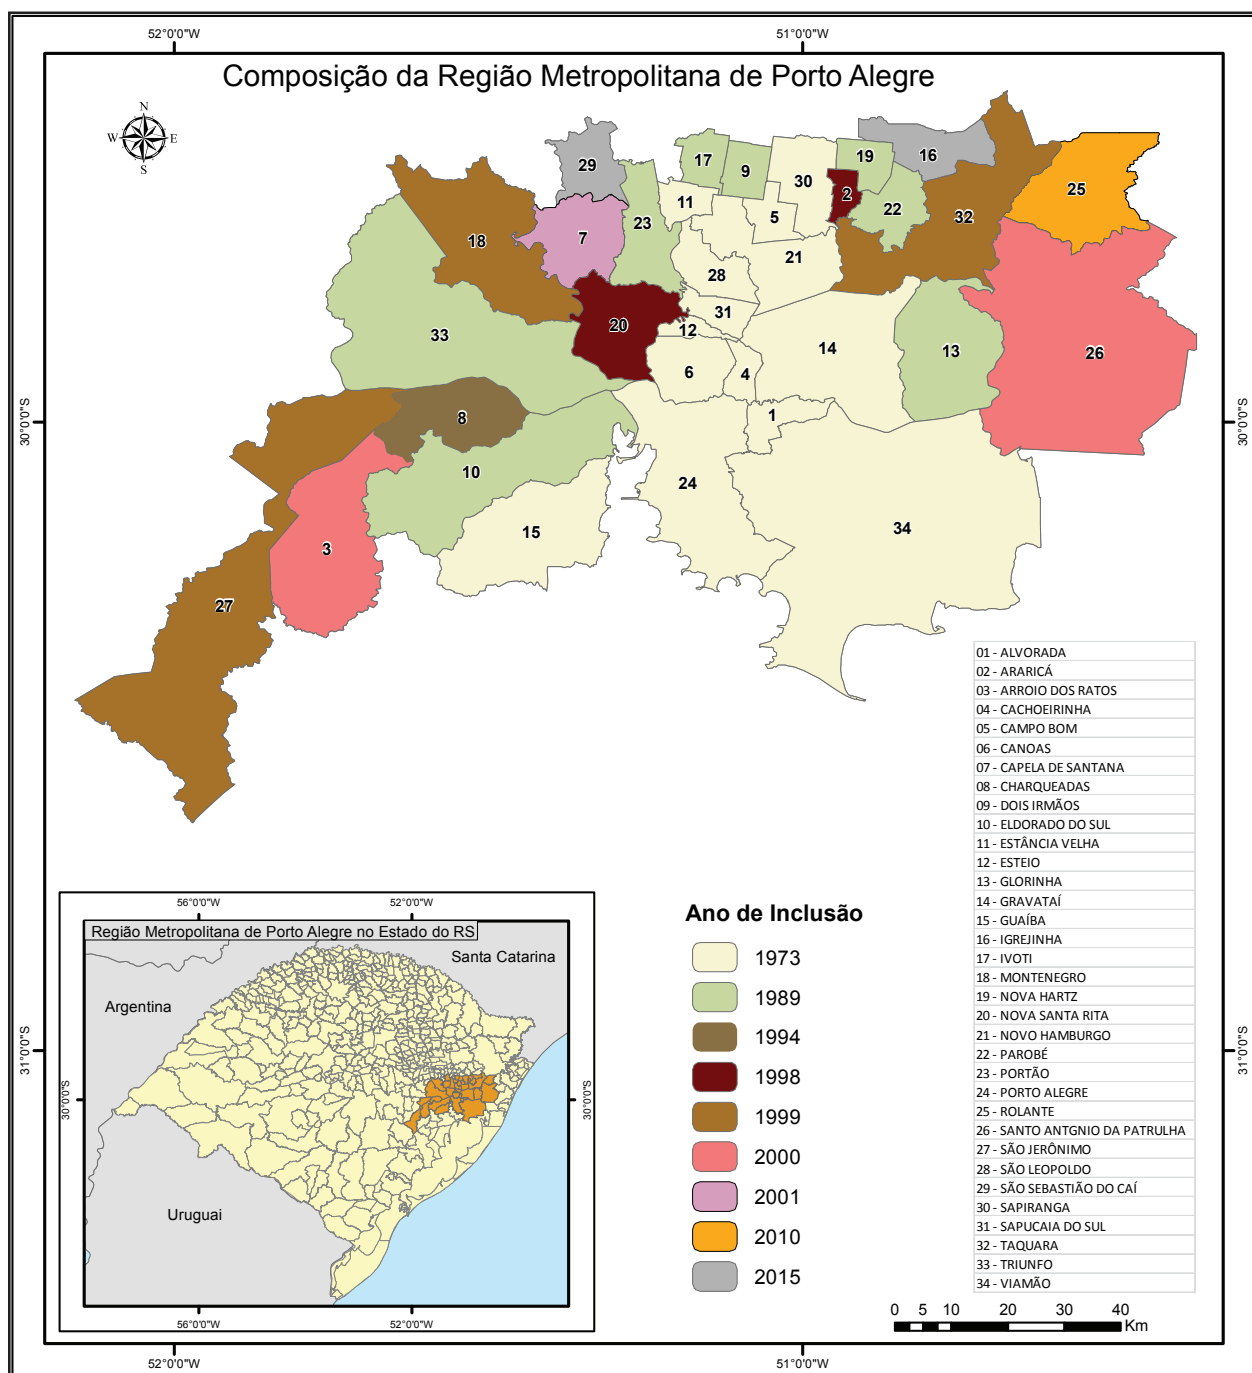 52°0'0"W
51°0'0"W
Composição da Região Metropolitana de Porto Alegre
N
W
E
S
29
17
9
30
19
16
2
25
11
5
22
32
23
18
7
21
28
31
20
12
33
14
13
26
6
4
8
1
10
24
15
34
3
27
30°0'0"S
30°0'0"S
01 - ALVORADA
02 - ARARICÁ
03 - ARROIO DOS RATOS
04 - CACHOEIRINHA
05 - CAMPO BOM
06 - CANOAS
07 - CAPELA DE SANTANA
08 - CHARQUEADAS
09 - DOIS IRMÃOS
10 - ELDORADO DO SUL
11 - ESTÂNCIA VELHA
12 - ESTEIO
13 - GLORINHA
14 - GRAVATAÍ
15 - GUAÍBA
16 - IGREJINHA
17 - IVOTI
18 - MONTENEGRO
19 - NOVA HARTZ
20 - NOVA SANTA RITA
21 - NOVO HAMBURGO
22 - PAROBÉ
23 - PORTÃO
24 - PORTO ALEGRE
25 - ROLANTE
26 - SANTO ANTGNIO DA PATRULHA
27 - SÃO JERÔNIMO
28 - SÃO LEOPOLDO
29 - SÃO SEBASTIÃO DO CAÍ
30 - SAPIRANGA
31 - SAPUCAIA DO SUL
32 - TAQUARA
33 - TRIUNFO
34 - VIAMÃO
Ano de Inclusão
1973
1989
1994
1998
1999
2000
2001
2010
2015
56°0'0"W
52°0'0"W
Região Metropolitana de Porto Alegre no Estado do RS
Santa Catarina
Argentina
Uruguai
30°0'0"S
30°0'0"S
56°0'0"W
52°0'0"W
31°0'0"S
31°0'0"S
0 5 10 20 30 40
Km
52°0'0"W
51°0'0"W